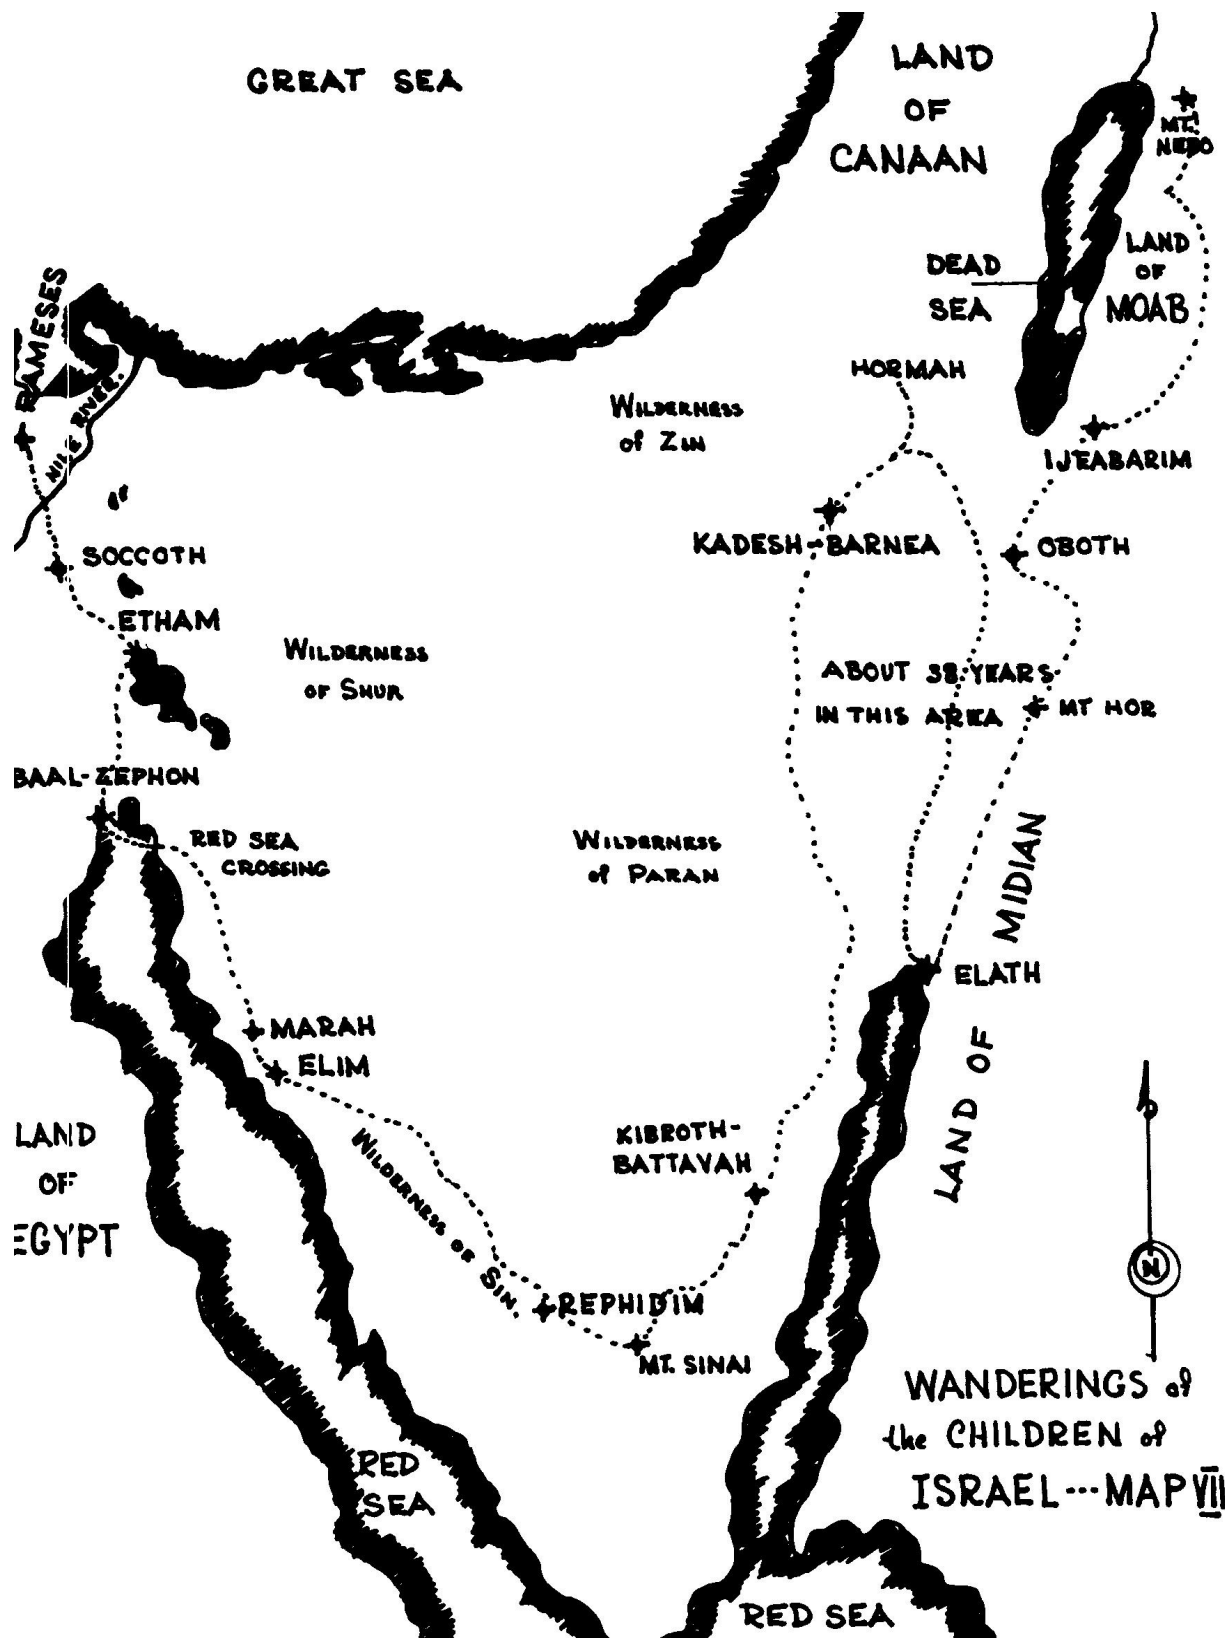 GREAT SEA
LAND
OF
CANAAN
MT.
NEBO
LAND
OF
MOAB
DEAD
SEA
RAMESES
NILE RIVER.
HORMAH
WILDERNESS
of ZIN
IJEABARIM
KADESH-BARNEA
OBOTH
SOCCOTH
ETHAM
WILDERNESS
OF SHUR
ABOUT 38 YEARS
IN THIS AREA
MT HOR
BAAL-ZEPHON
RED SEA
CROSSING
WILDERNESS
of PARAN
LAND OF MIDIAN
ELATH
MARAH
ELIM
LAND
OF
EGYPT
WILDERNESS OF SIN.
KIBROTH-
BATTAVAH
REPHIDIM
MT. SINAI
N
WANDERINGS of
the CHILDREN of
ISRAEL---MAP VII
RED
SEA
RED SEA